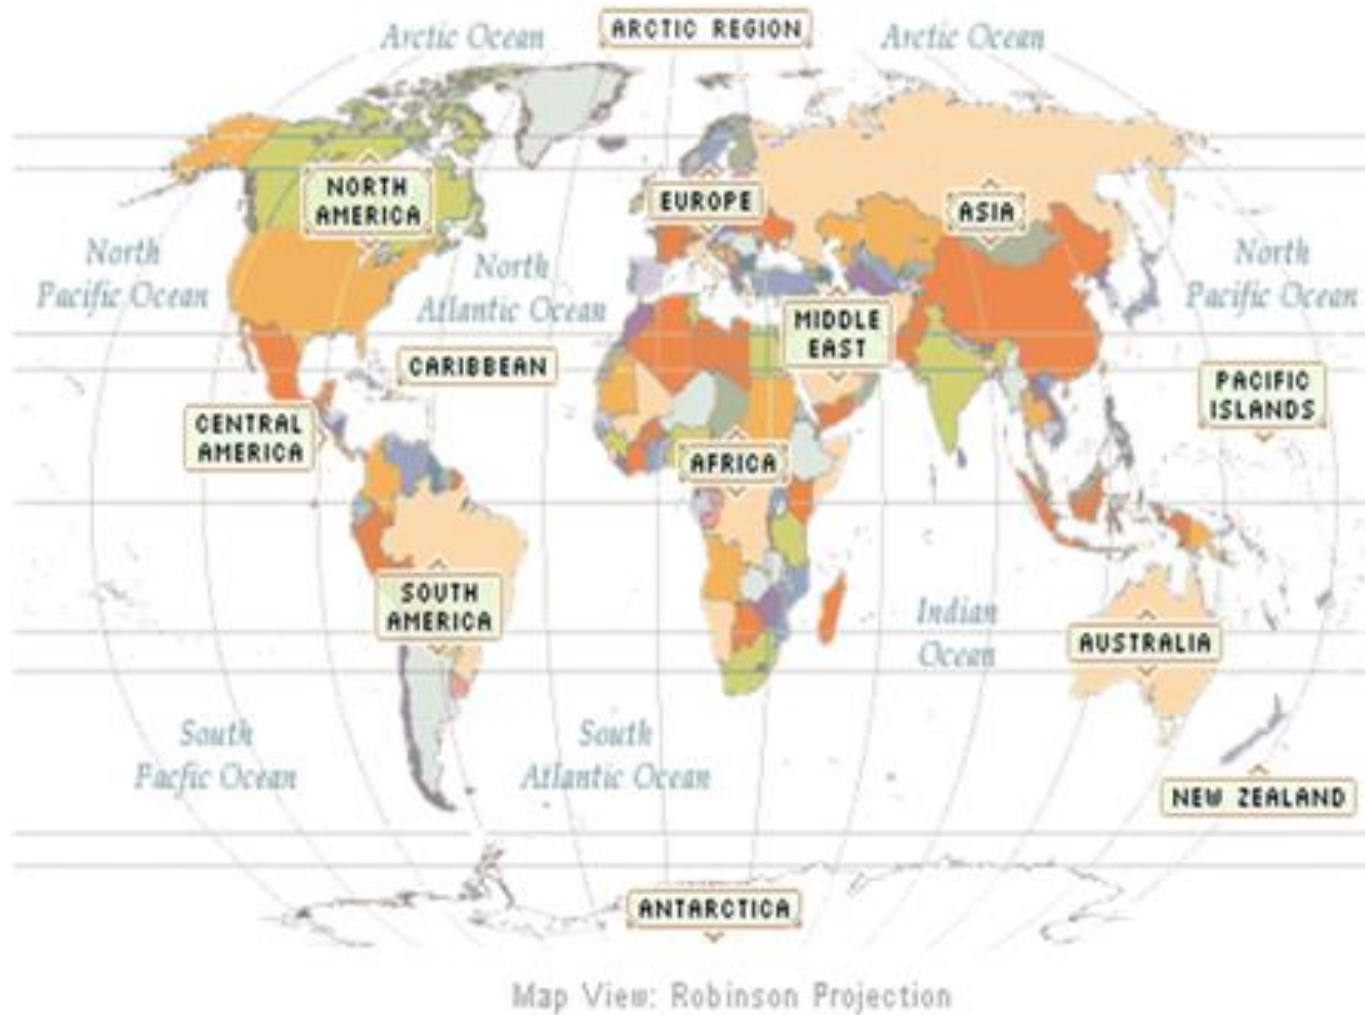 Arctic Ocean
ARCTIC REGION
Arctic Ocean
NORTH
AMERICA
EUROPE
ASIA
North
Pacific Ocean
North
Atlantic Ocean
North
Pacific Ocean
MIDDLE
EAST
CARIBBEAN
PACIFIC
ISLANDS
CENTRAL
AMERICA
AFRICA
SOUTH
AMERICA
Indian
Ocean
AUSTRALIA
South
Pacfic Ocean
South
Atlantic Ocean
NEW ZEALAND
ANTARCTICA
Map View: Robinson Projection